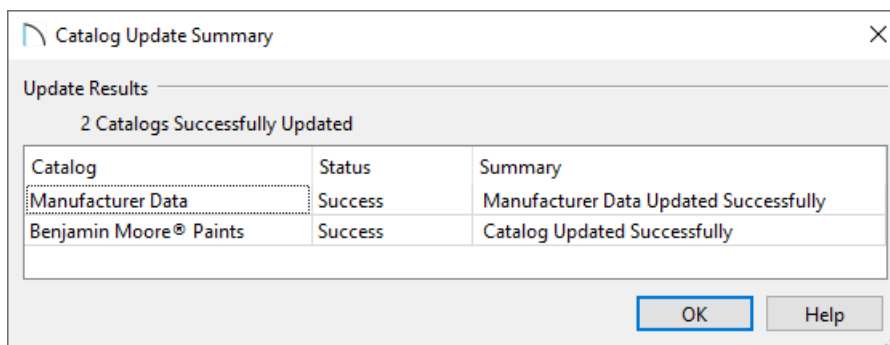 Catalog Update Summary
Update Results
2 Catalogs Successfully Updated
Catalog Status Summary
Manufacturer Data Success Manufacturer Data Updated Successfully
Benjamin Moore® Paints Success Catalog Updated Successfully
OK Help